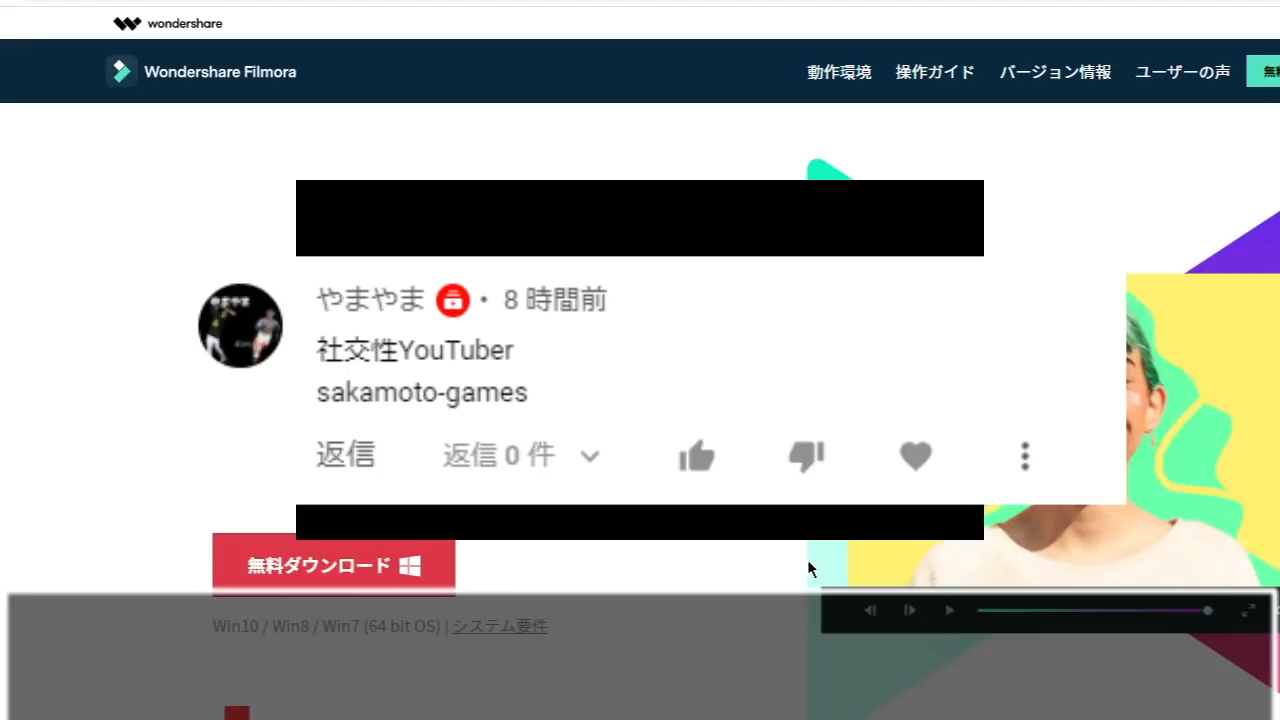 wondershare
Wondershare Filmora
動作環境 操作ガイド バージョン情報 ユーザーの声
やまやま • 8 時間前
社交性YouTuber
sakamoto-games
返信 返信 0 件
無料ダウンロード
Win10 / Win8 / Win7 (64 bit OS) | システム要件